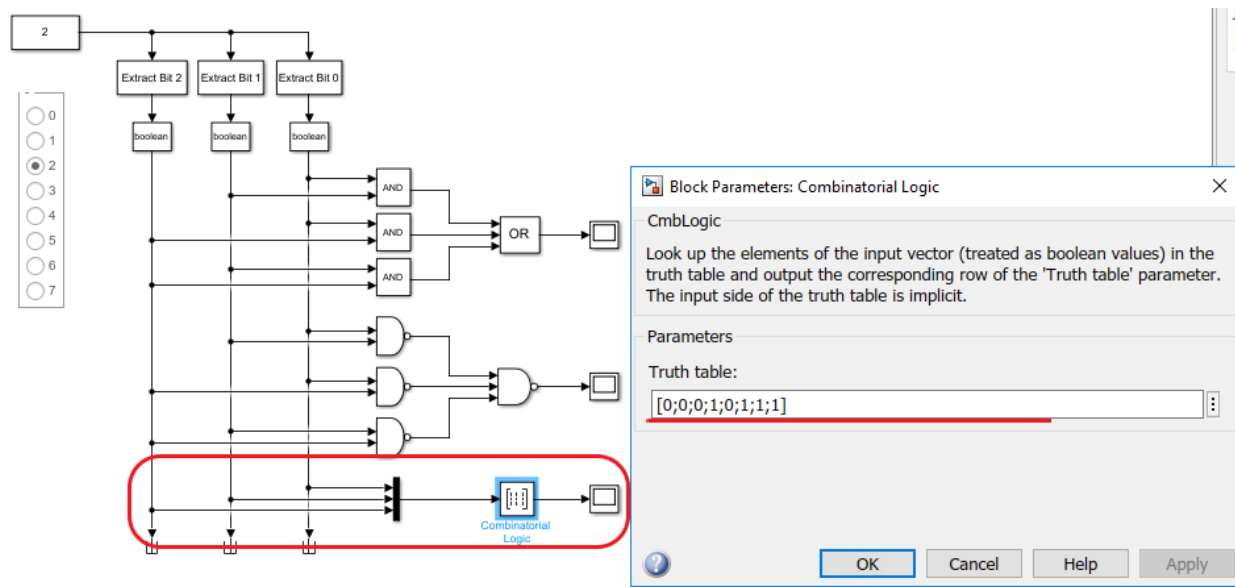 2
Extract Bit 2
Extract Bit 1
Extract Bit 0
0
1
2
3
4
5
6
7
boolean
boolean
boolean
AND
AND
AND
OR
Combinatorial
Logic
Block Parameters: Combinatorial Logic
CmbLogic
Look up the elements of the input vector (treated as boolean values) in the
truth table and output the corresponding row of the 'Truth table' parameter.
The input side of the truth table is implicit.
Parameters
Truth table:
[0;0;0;1;0;1;1;1]
OK
Cancel
Help
Apply